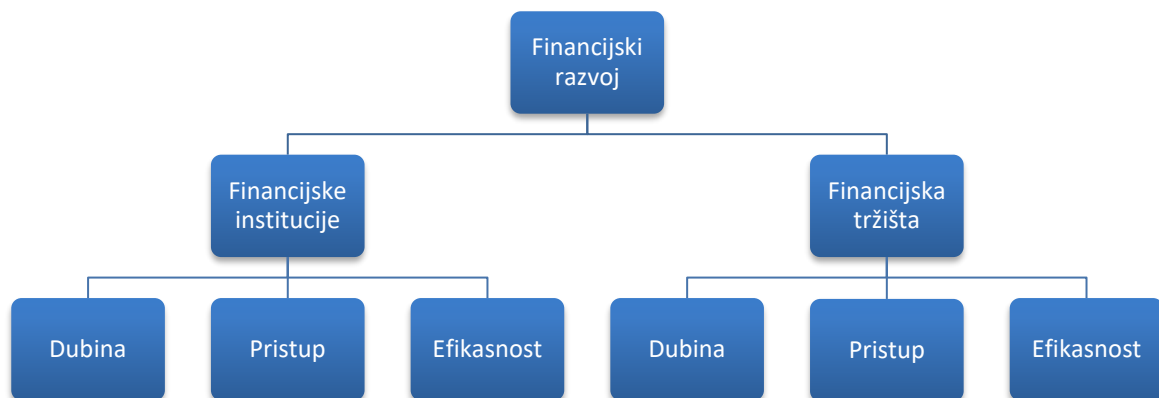 Financijski
razvoj
Financijske
institucije
Financijska
tržišta
Dubina
Pristup
Efikasnost
Dubina
Pristup
Efikasnost